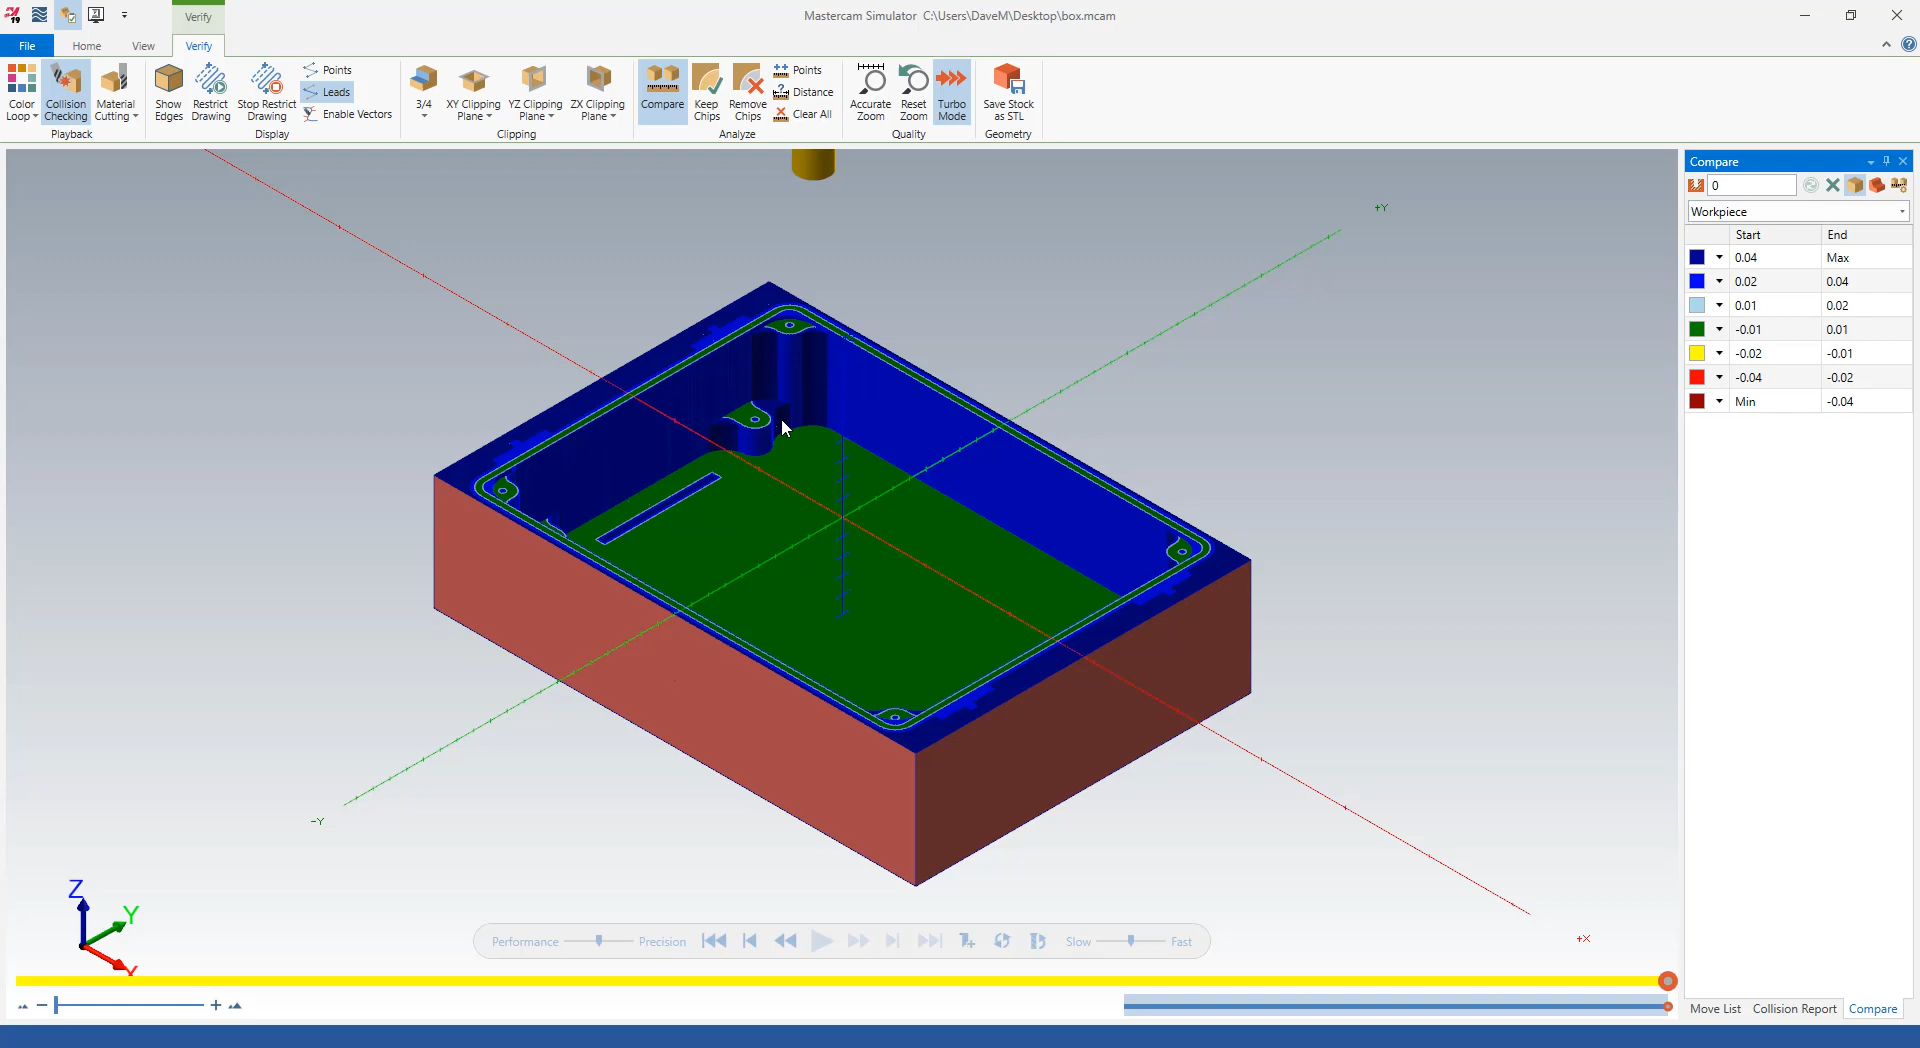 19
Verify
Mastercam Simulator C:\Users\DaveM\Desktop\box.mcam
File
Home
View
Verify
Color Loop
Collision Checking
Material Cutting
Playback
Show Edges
Restrict Drawing
Stop Restrict Drawing
Points
Leads
Enable Vectors
Display
3/4
XY Clipping Plane
YZ Clipping Plane
ZX Clipping Plane
Clipping
Compare
Keep Chips
Remove Chips
Points
Distance
Clear All
Analyze
Accurate Zoom
Reset Zoom
Turbo Mode
Quality
Save Stock as STL
Geometry
+Y
-Y
+X
Z
Y
X
Performance
Precision
Slow
Fast
Compare
0
Workpiece
Start End
0.04 Max
0.02 0.04
0.01 0.02
-0.01 0.01
-0.02 -0.01
-0.04 -0.02
Min -0.04
Move List
Collision Report
Compare